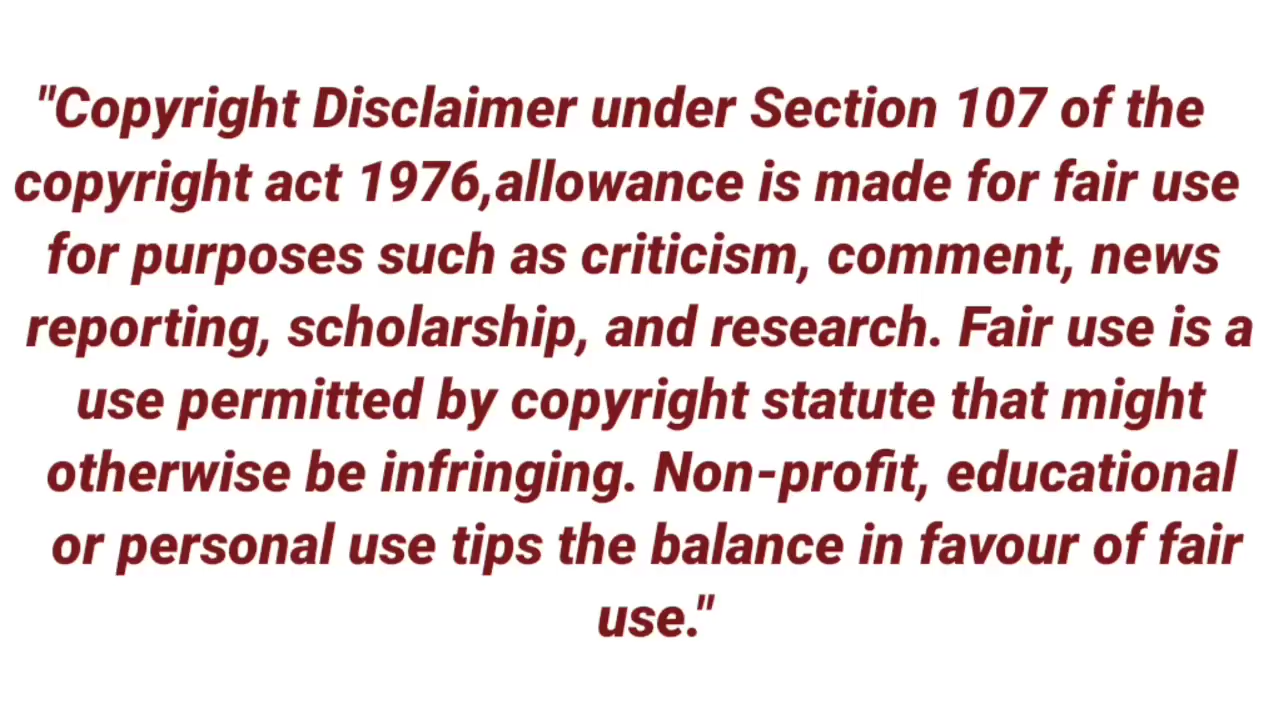 "Copyright Disclaimer under Section 107 of the
copyright act 1976,allowance is made for fair use
for purposes such as criticism, comment, news
reporting, scholarship, and research. Fair use is a
use permitted by copyright statute that might
otherwise be infringing. Non-profit, educational
or personal use tips the balance in favour of fair
use."